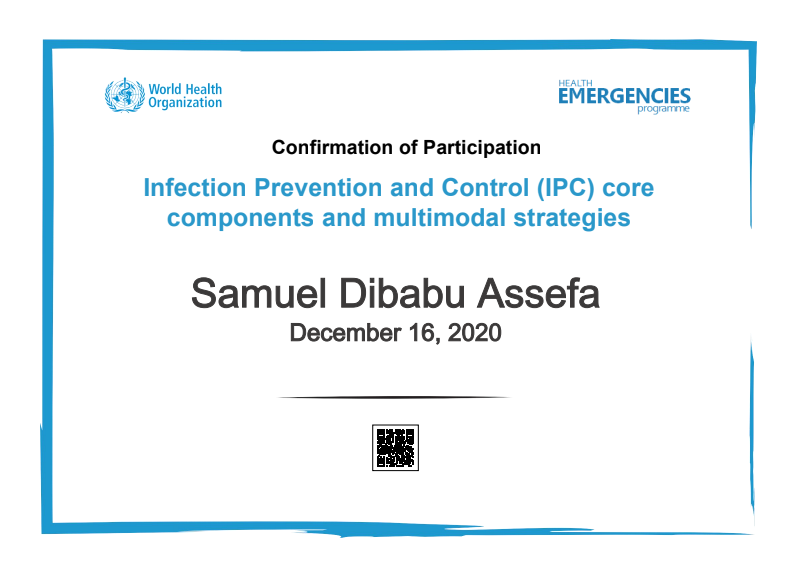 World Health
Organization
HEALTH
EMERGENCIES
programme
Confirmation of Participation
Infection Prevention and Control (IPC) core
components and multimodal strategies
Samuel Dibabu Assefa
December 16, 2020